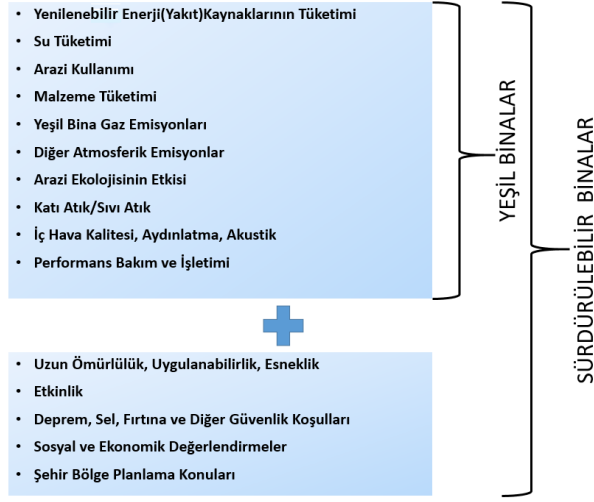 • Yenilenebilir Enerji(Yakıt)Kaynaklarının Tüketimi
• Su Tüketimi
• Arazi Kullanımı
• Malzeme Tüketimi
• Yeşil Bina Gaz Emisyonları
• Diğer Atmosferik Emisyonlar
• Arazi Ekolojisinin Etkisi
• Katı Atık/Sıvı Atık
• İç Hava Kalitesi, Aydınlatma, Akustik
• Performans Bakım ve İşletimi
YEŞİL BİNALAR
SÜRDÜRÜLEBİLİR BİNALAR
• Uzun Ömürlülük, Uygulanabilirlik, Esneklik
• Etkinlik
• Deprem, Sel, Fırtına ve Diğer Güvenlik Koşulları
• Sosyal ve Ekonomik Değerlendirmeler
• Şehir Bölge Planlama Konuları